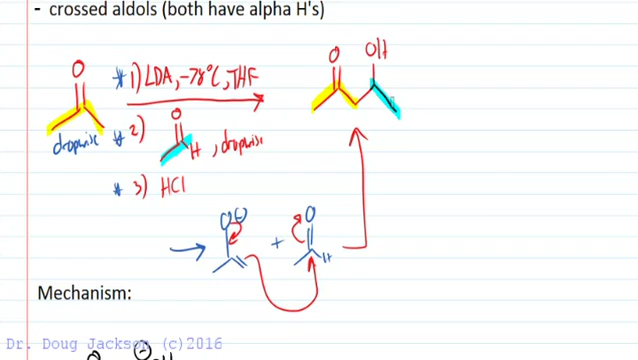 - crossed aldols (both have alpha H's)
O
* 1) LDA, -78°C, THF
O OH
dropwise * 2)
O
H, dropwise
* 3) HCl
O⊖ + O
H
Mechanism:
Dr. Doug Jackson (c)2016